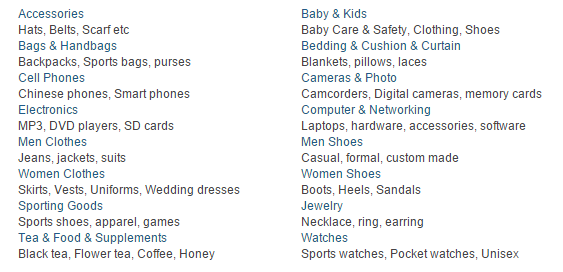 Accessories
Hats, Belts, Scarf etc
Bags & Handbags
Backpacks, Sports bags, purses
Cell Phones
Chinese phones, Smart phones
Electronics
MP3, DVD players, SD cards
Men Clothes
Jeans, jackets, suits
Women Clothes
Skirts, Vests, Uniforms, Wedding dresses
Sporting Goods
Sports shoes, apparel, games
Tea & Food & Supplements
Black tea, Flower tea, Coffee, Honey
Baby & Kids
Baby Care & Safety, Clothing, Shoes
Bedding & Cushion & Curtain
Blankets, pillows, laces
Cameras & Photo
Camcorders, Digital cameras, memory cards
Computer & Networking
Laptops, hardware, accessories, software
Men Shoes
Casual, formal, custom made
Women Shoes
Boots, Heels, Sandals
Jewelry
Necklace, ring, earring
Watches
Sports watches, Pocket watches, Unisex